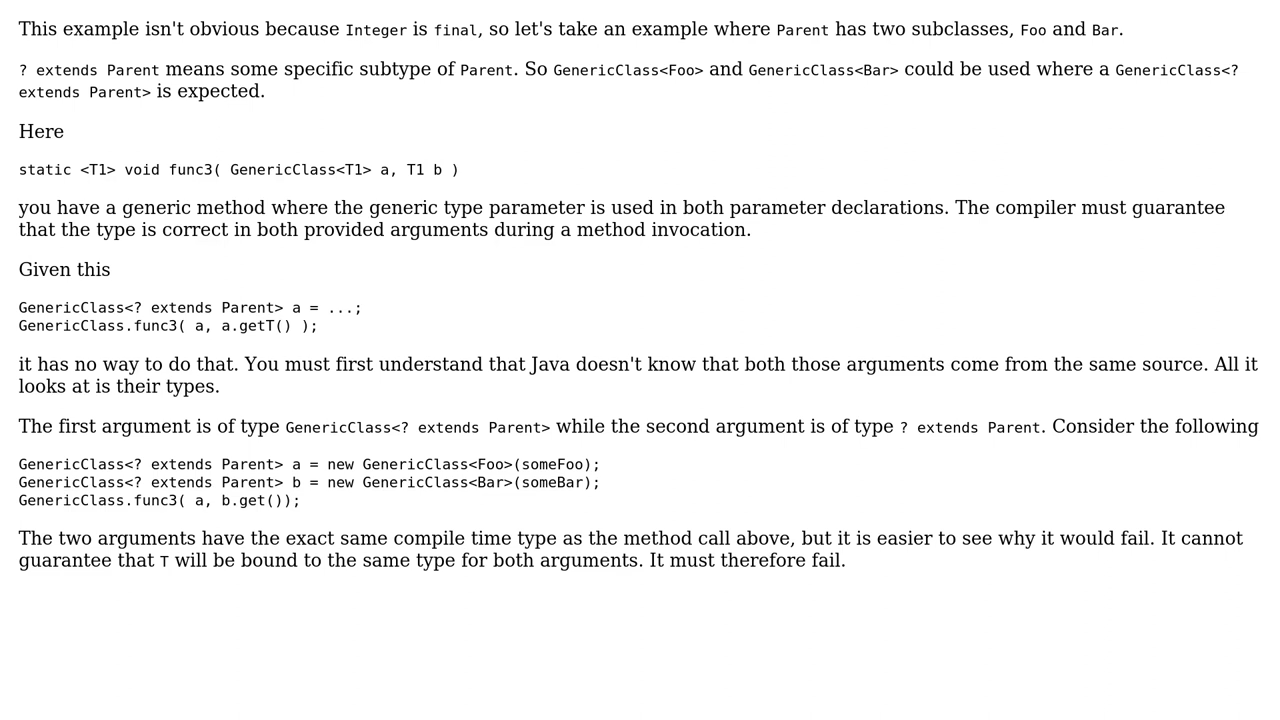 This example isn't obvious because Integer is final, so let's take an example where Parent has two subclasses, Foo and Bar.
? extends Parent means some specific subtype of Parent. So GenericClass<Foo> and GenericClass<Bar> could be used where a GenericClass<?
extends Parent> is expected.
Here
static <T1> void func3( GenericClass<T1> a, T1 b )
you have a generic method where the generic type parameter is used in both parameter declarations. The compiler must guarantee
that the type is correct in both provided arguments during a method invocation.
Given this
GenericClass<? extends Parent> a = ...;
GenericClass.func3( a, a.getT() );
it has no way to do that. You must first understand that Java doesn't know that both those arguments come from the same source. All it
looks at is their types.
The first argument is of type GenericClass<? extends Parent> while the second argument is of type ? extends Parent. Consider the following
GenericClass<? extends Parent> a = new GenericClass<Foo>(someFoo);
GenericClass<? extends Parent> b = new GenericClass<Bar>(someBar);
GenericClass.func3( a, b.get());
The two arguments have the exact same compile time type as the method call above, but it is easier to see why it would fail. It cannot
guarantee that T will be bound to the same type for both arguments. It must therefore fail.